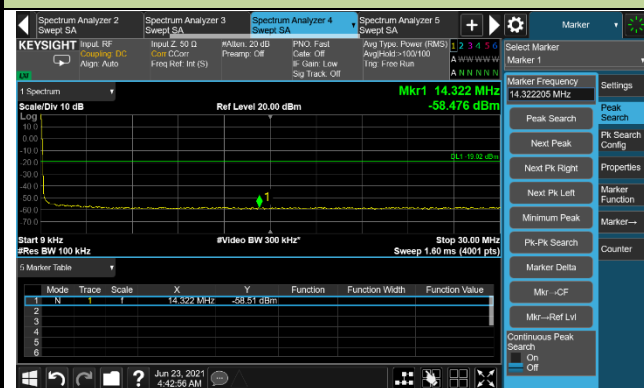 Spectrum Analyzer 2
Swept SA
Spectrum Analyzer 3
Swept SA
Spectrum Analyzer 4
Swept SA
Spectrum Analyzer 5
Swept SA
Marker
KEYSIGHT
Input: RF
Coupling: DC
Align: Auto
Input Z: 50 Ω
Corr CCorr
Freq Ref: Int (S)
#Atten: 20 dB
Preamp: Off
PNO: Fast
Gate: Off
IF Gain: Low
Sig Track: Off
Avg Type: Power (RMS)
Avg|Hold:>100/100
Trig: Free Run
1 2 3 4 5 6
A W W W W W
A N N N N N
Select Marker
Marker 1
LXI
1 Spectrum
Scale/Div 10 dB
Ref Level 20.00 dBm
Mkr1 14.322 MHz
-58.476 dBm
Log
10.0
0.00
-10.0
-20.0
-30.0
-40.0
-50.0
-60.0
-70.0
DL1 -19.02 dBm
1
Start 9 kHz
#Res BW 100 kHz
#Video BW 300 kHz*
Stop 30.00 MHz
Sweep 1.60 ms (4001 pts)
5 Marker Table
Mode Trace Scale X Y Function Function Width Function Value
1 N 1 f 14.322 MHz -58.51 dBm
2
3
4
5
6
Marker Frequency
14.322205 MHz
Peak Search
Next Peak
Next Pk Right
Next Pk Left
Minimum Peak
Pk-Pk Search
Marker Delta
Mkr→CF
Mkr→Ref Lvl
Continuous Peak
Search
On
Off
Settings
Peak
Search
Pk Search
Config
Properties
Marker
Function
Marker→
Counter
Jun 23, 2021
4:42:56 AM